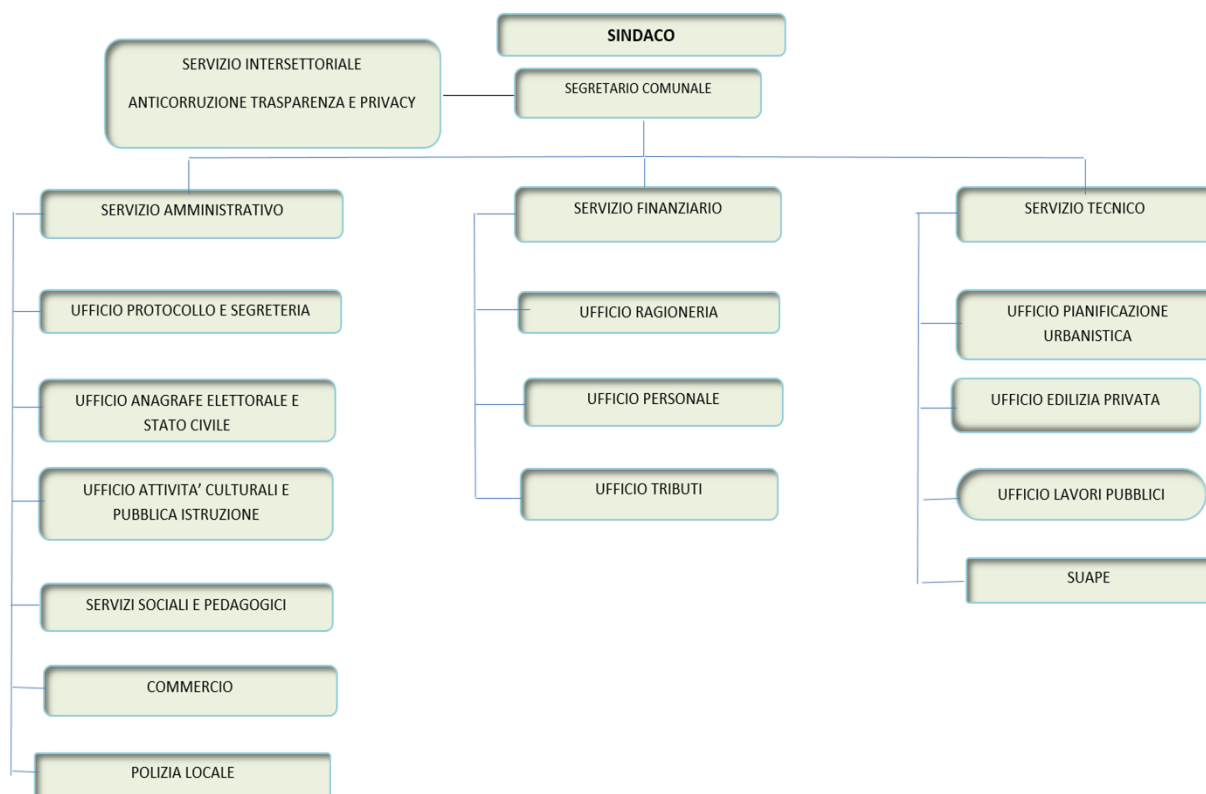 SINDACO
SERVIZIO INTERSETTORIALE
ANTICORRUZIONE TRASPARENZA E PRIVACY
SEGRETARIO COMUNALE
SERVIZIO AMMINISTRATIVO
UFFICIO PROTOCOLLO E SEGRETERIA
UFFICIO ANAGRAFE ELETTORALE E
STATO CIVILE
UFFICIO ATTIVITA’ CULTURALI E
PUBBLICA ISTRUZIONE
SERVIZI SOCIALI E PEDAGOGICI
COMMERCIO
POLIZIA LOCALE
SERVIZIO FINANZIARIO
UFFICIO RAGIONERIA
UFFICIO PERSONALE
UFFICIO TRIBUTI
SERVIZIO TECNICO
UFFICIO PIANIFICAZIONE
URBANISTICA
UFFICIO EDILIZIA PRIVATA
UFFICIO LAVORI PUBBLICI
SUAPE